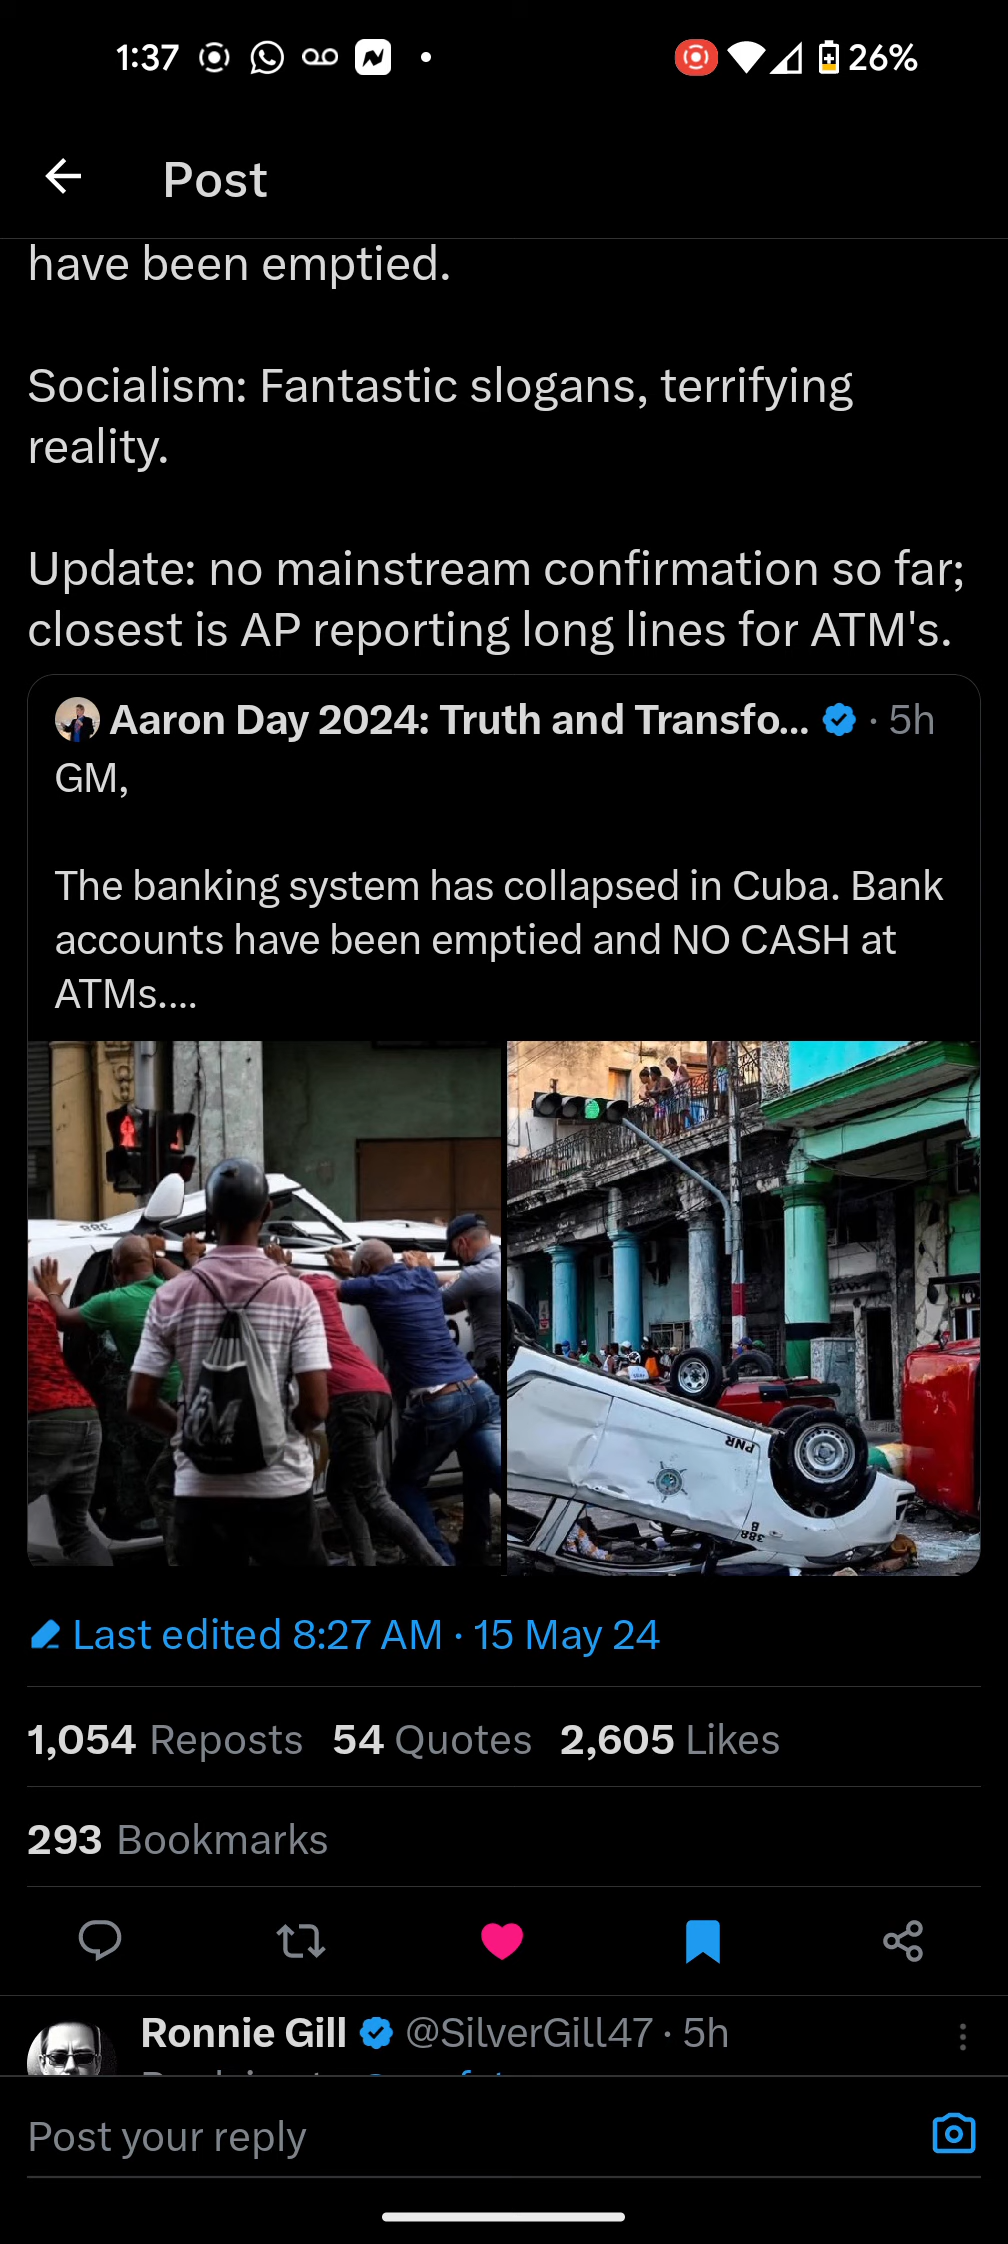 1:37
26%
Post
have been emptied.
Socialism: Fantastic slogans, terrifying
reality.
Update: no mainstream confirmation so far;
closest is AP reporting long lines for ATM's.
Aaron Day 2024: Truth and Transfo... · 5h
GM,
The banking system has collapsed in Cuba. Bank
accounts have been emptied and NO CASH at
ATMs....
388
PNR
388
B
Last edited 8:27 AM · 15 May 24
1,054 Reposts 54 Quotes 2,605 Likes
293 Bookmarks
Ronnie Gill @SilverGill47 · 5h
Post your reply